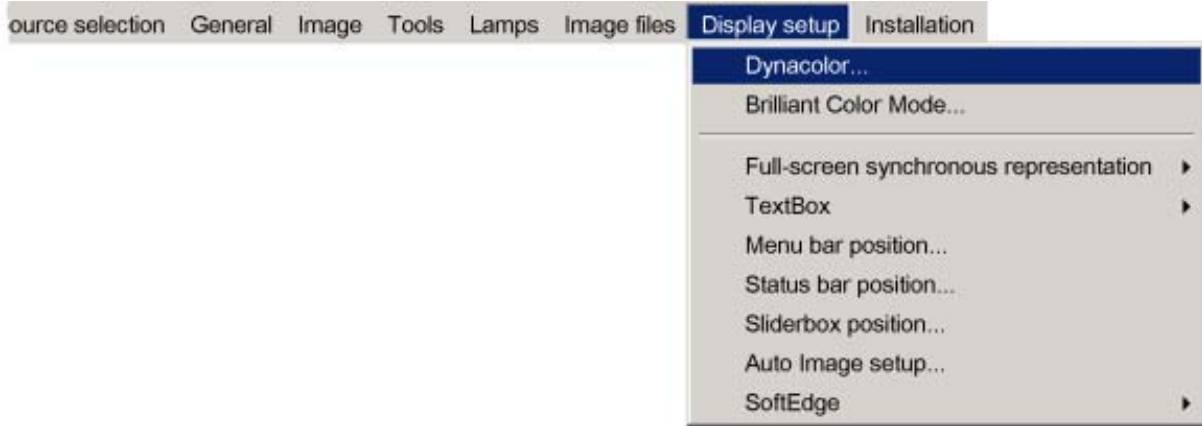 ource selection General Image Tools Lamps Image files Display setup Installation
Dynacolor...
Brilliant Color Mode...
Full-screen synchronous representation
TextBox
Menu bar position...
Status bar position...
Sliderbox position...
Auto Image setup...
SoftEdge